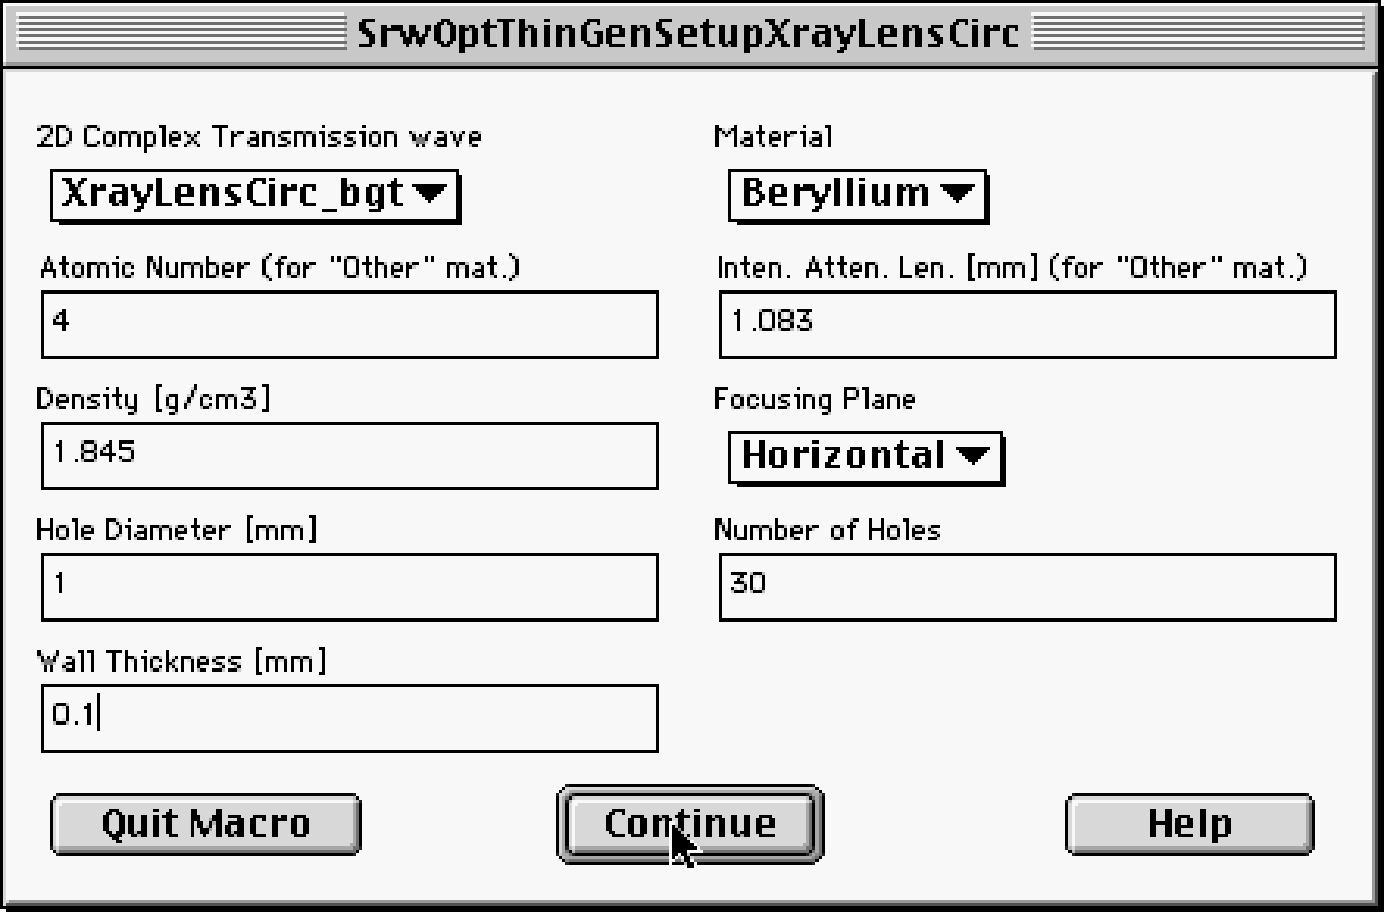 SrwOptThinGenSetupXrayLensCirc
2D Complex Transmission wave
XrayLensCirc_bgt
Material
Beryllium
Atomic Number (for "Other" mat.)
4
Inten. Atten. Len. [mm] (for "Other" mat.)
1.083
Density [g/cm3]
1.845
Focusing Plane
Horizontal
Hole Diameter [mm]
1
Number of Holes
30
Wall Thickness [mm]
0.1
Quit Macro
Continue
Help